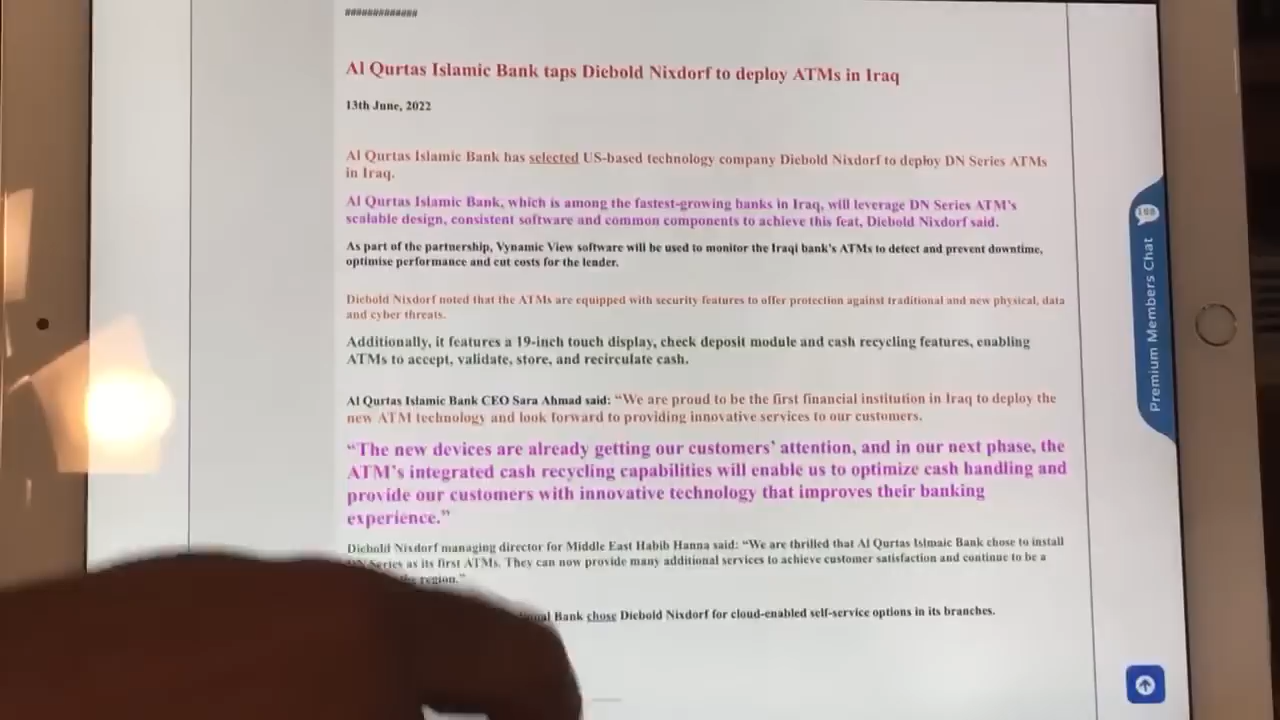 #############
Al Qurtas Islamic Bank taps Diebold Nixdorf to deploy ATMs in Iraq
13th June, 2022
Al Qurtas Islamic Bank has selected US-based technology company Diebold Nixdorf to deploy DN Series ATMs
in Iraq.
Al Qurtas Islamic Bank, which is among the fastest-growing banks in Iraq, will leverage DN Series ATM's
scalable design, consistent software and common components to achieve this feat, Diebold Nixdorf said.
As part of the partnership, Vynamic View software will be used to monitor the Iraqi bank's ATMs to detect and prevent downtime,
optimise performance and cut costs for the lender.
Diebold Nixdorf noted that the ATMs are equipped with security features to offer protection against traditional and new physical, data
and cyber threats.
Additionally, it features a 19-inch touch display, check deposit module and cash recycling features, enabling
ATMs to accept, validate, store, and recirculate cash.
Al Qurtas Islamic Bank CEO Sara Ahmad said: "We are proud to be the first financial institution in Iraq to deploy the
new ATM technology and look forward to providing innovative services to our customers.
"The new devices are already getting our customers' attention, and in our next phase, the
ATM's integrated cash recycling capabilities will enable us to optimize cash handling and
provide our customers with innovative technology that improves their banking
experience."
Diebold Nixdorf managing director for Middle East Habib Hanna said: "We are thrilled that Al Qurtas Islmaic Bank chose to install
DN Series as its first ATMs. They can now provide many additional services to achieve customer satisfaction and continue to be a
the region."
Bank chose Diebold Nixdorf for cloud-enabled self-service options in its branches.
Premium Members Chat